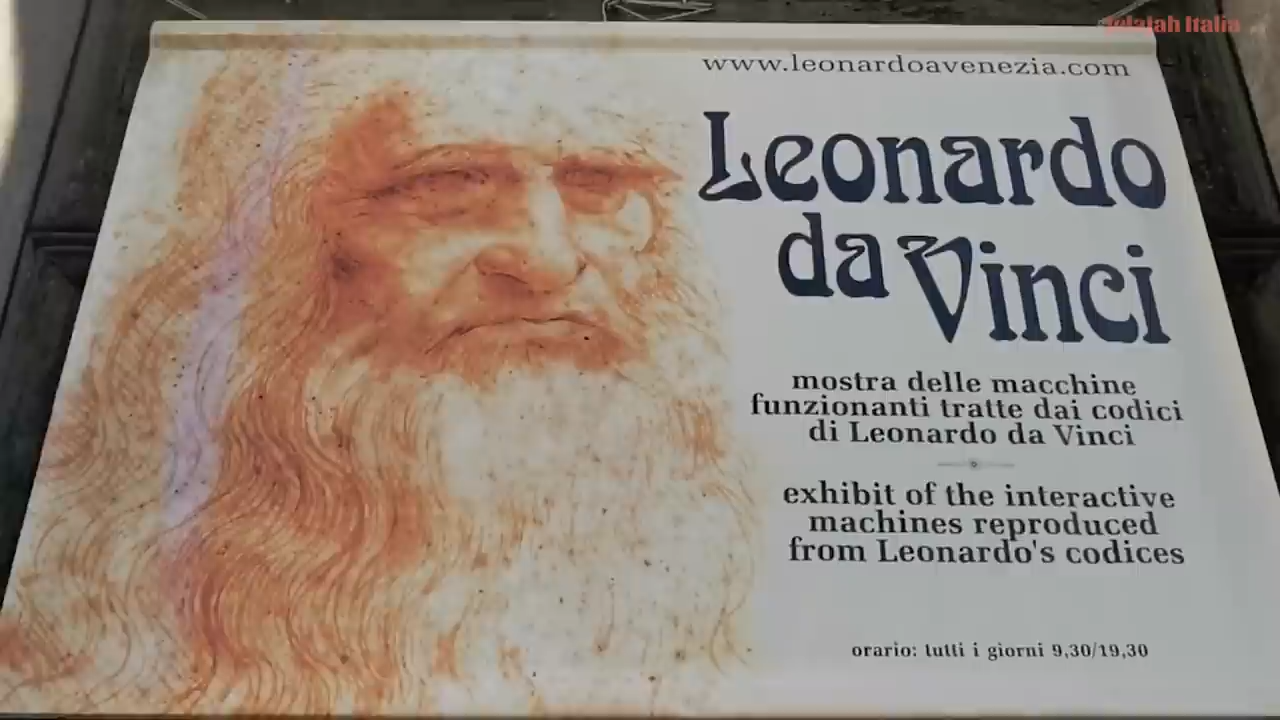 Jelajah Italia
www.leonardoavenezia.com
Leonardo
da Vinci
mostra delle macchine
funzionanti tratte dai codici
di Leonardo da Vinci
exhibit of the interactive
machines reproduced
from Leonardo's codices
orario: tutti i giorni 9,30/19,30